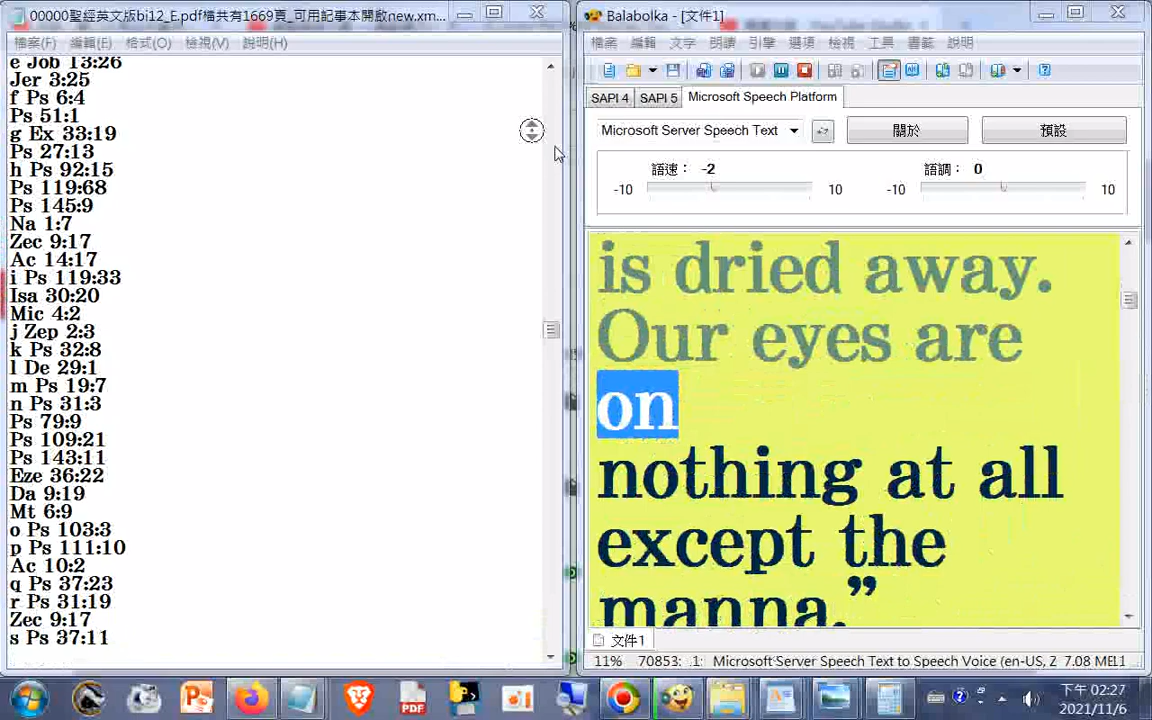 00000聖經英文版bi12_E.pdf檔共有1669頁_可用記事本開啟new.xm...
檔案(F) 編輯(E) 格式(O) 檢視(V) 說明(H)
e Job 13:26
Jer 3:25
f Ps 6:4
Ps 51:1
g Ex 33:19
Ps 27:13
h Ps 92:15
Ps 119:68
Ps 145:9
Na 1:7
Zec 9:17
Ac 14:17
i Ps 119:33
Isa 30:20
Mic 4:2
j Zep 2:3
k Ps 32:8
l De 29:1
m Ps 19:7
n Ps 31:3
Ps 79:9
Ps 109:21
Ps 143:11
Eze 36:22
Da 9:19
Mt 6:9
o Ps 103:3
p Ps 111:10
Ac 10:2
q Ps 37:23
r Ps 31:19
Zec 9:17
s Ps 37:11
Balabolka - [文件1]
檔案 編輯 文字 朗讀 引擎 選項 檢視 工具 書籤 說明
SAPI 4 SAPI 5 Microsoft Speech Platform
Microsoft Server Speech Text 關於 預設
語速： -2 語調： 0
-10 10 -10 10
is dried away.
Our eyes are
on
nothing at all
except the
manna.”
文件1
11% 70853: 1: Microsoft Server Speech Text to Speech Voice (en-US, Z 7.08 MB
下午 02:27
2021/11/6